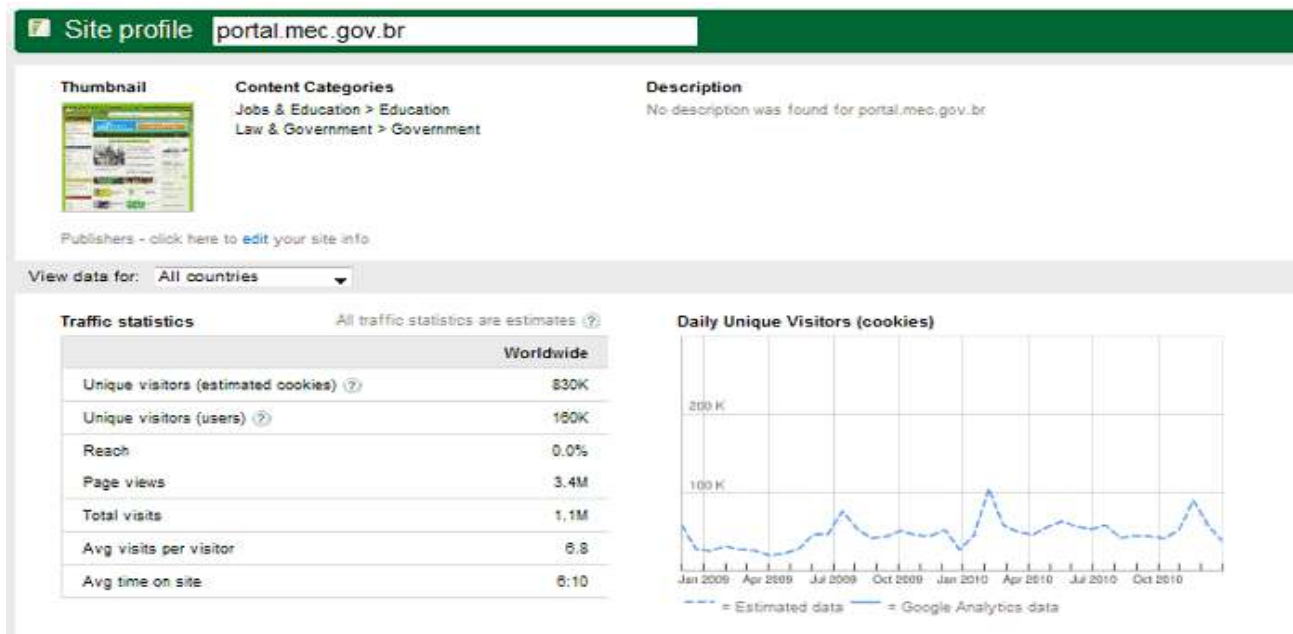 Site profile portal.mec.gov.br
Thumbnail
Content Categories
Jobs & Education > Education
Law & Government > Government
Description
No description was found for portal.mec.gov.br
Publishers - click here to edit your site info
View data for: All countries
Traffic statistics
All traffic statistics are estimates (?)
Worldwide
Unique visitors (estimated cookies) (?) 830K
Unique visitors (users) (?) 160K
Reach 0.0%
Page views 3.4M
Total visits 1.1M
Avg visits per visitor 6.8
Avg time on site 6:10
Daily Unique Visitors (cookies)
200 K
100 K
Jan 2009 Apr 2009 Jul 2009 Oct 2009 Jan 2010 Apr 2010 Jul 2010 Oct 2010
= Estimated data = Google Analytics data